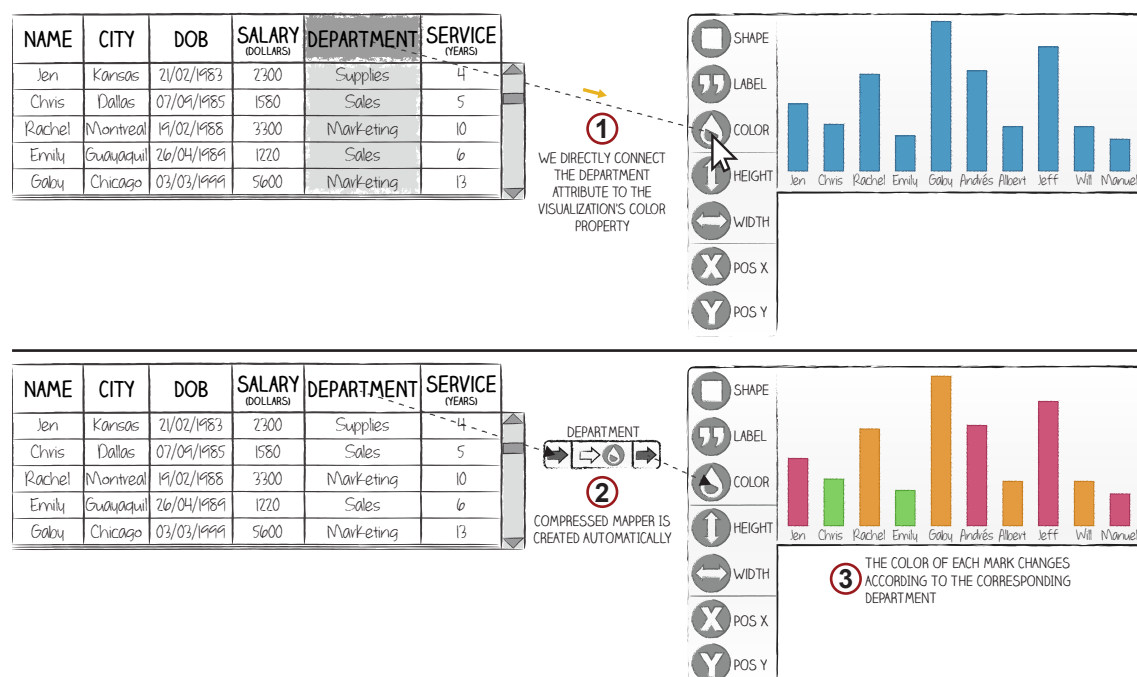 NAME CITY DOB SALARY (DOLLARS) DEPARTMENT SERVICE (YEARS)
Jen Kansas 21/02/1983 2300 Supplies 4
Chris Dallas 07/09/1985 1580 Sales 5
Rachel Montreal 19/02/1988 3300 Marketing 10
Emily Guayaquil 26/04/1989 1220 Sales 6
Gaby Chicago 03/03/1999 5600 Marketing 13
1
WE DIRECTLY CONNECT
THE DEPARTMENT
ATTRIBUTE TO THE
VISUALIZATION'S COLOR
PROPERTY
SHAPE
LABEL
COLOR
HEIGHT
WIDTH
X POS X
Y POS Y
Jen Chris Rachel Emily Gaby Andrés Albert Jeff Will Manuel
NAME CITY DOB SALARY (DOLLARS) DEPARTMENT SERVICE (YEARS)
Jen Kansas 21/02/1983 2300 Supplies 4
Chris Dallas 07/09/1985 1580 Sales 5
Rachel Montreal 19/02/1988 3300 Marketing 10
Emily Guayaquil 26/04/1989 1220 Sales 6
Gaby Chicago 03/03/1999 5600 Marketing 13
DEPARTMENT
2
COMPRESSED MAPPER IS
CREATED AUTOMATICALLY
SHAPE
LABEL
COLOR
HEIGHT
WIDTH
X POS X
Y POS Y
Jen Chris Rachel Emily Gaby Andrés Albert Jeff Will Manuel
3
THE COLOR OF EACH MARK CHANGES
ACCORDING TO THE CORRESPONDING
DEPARTMENT